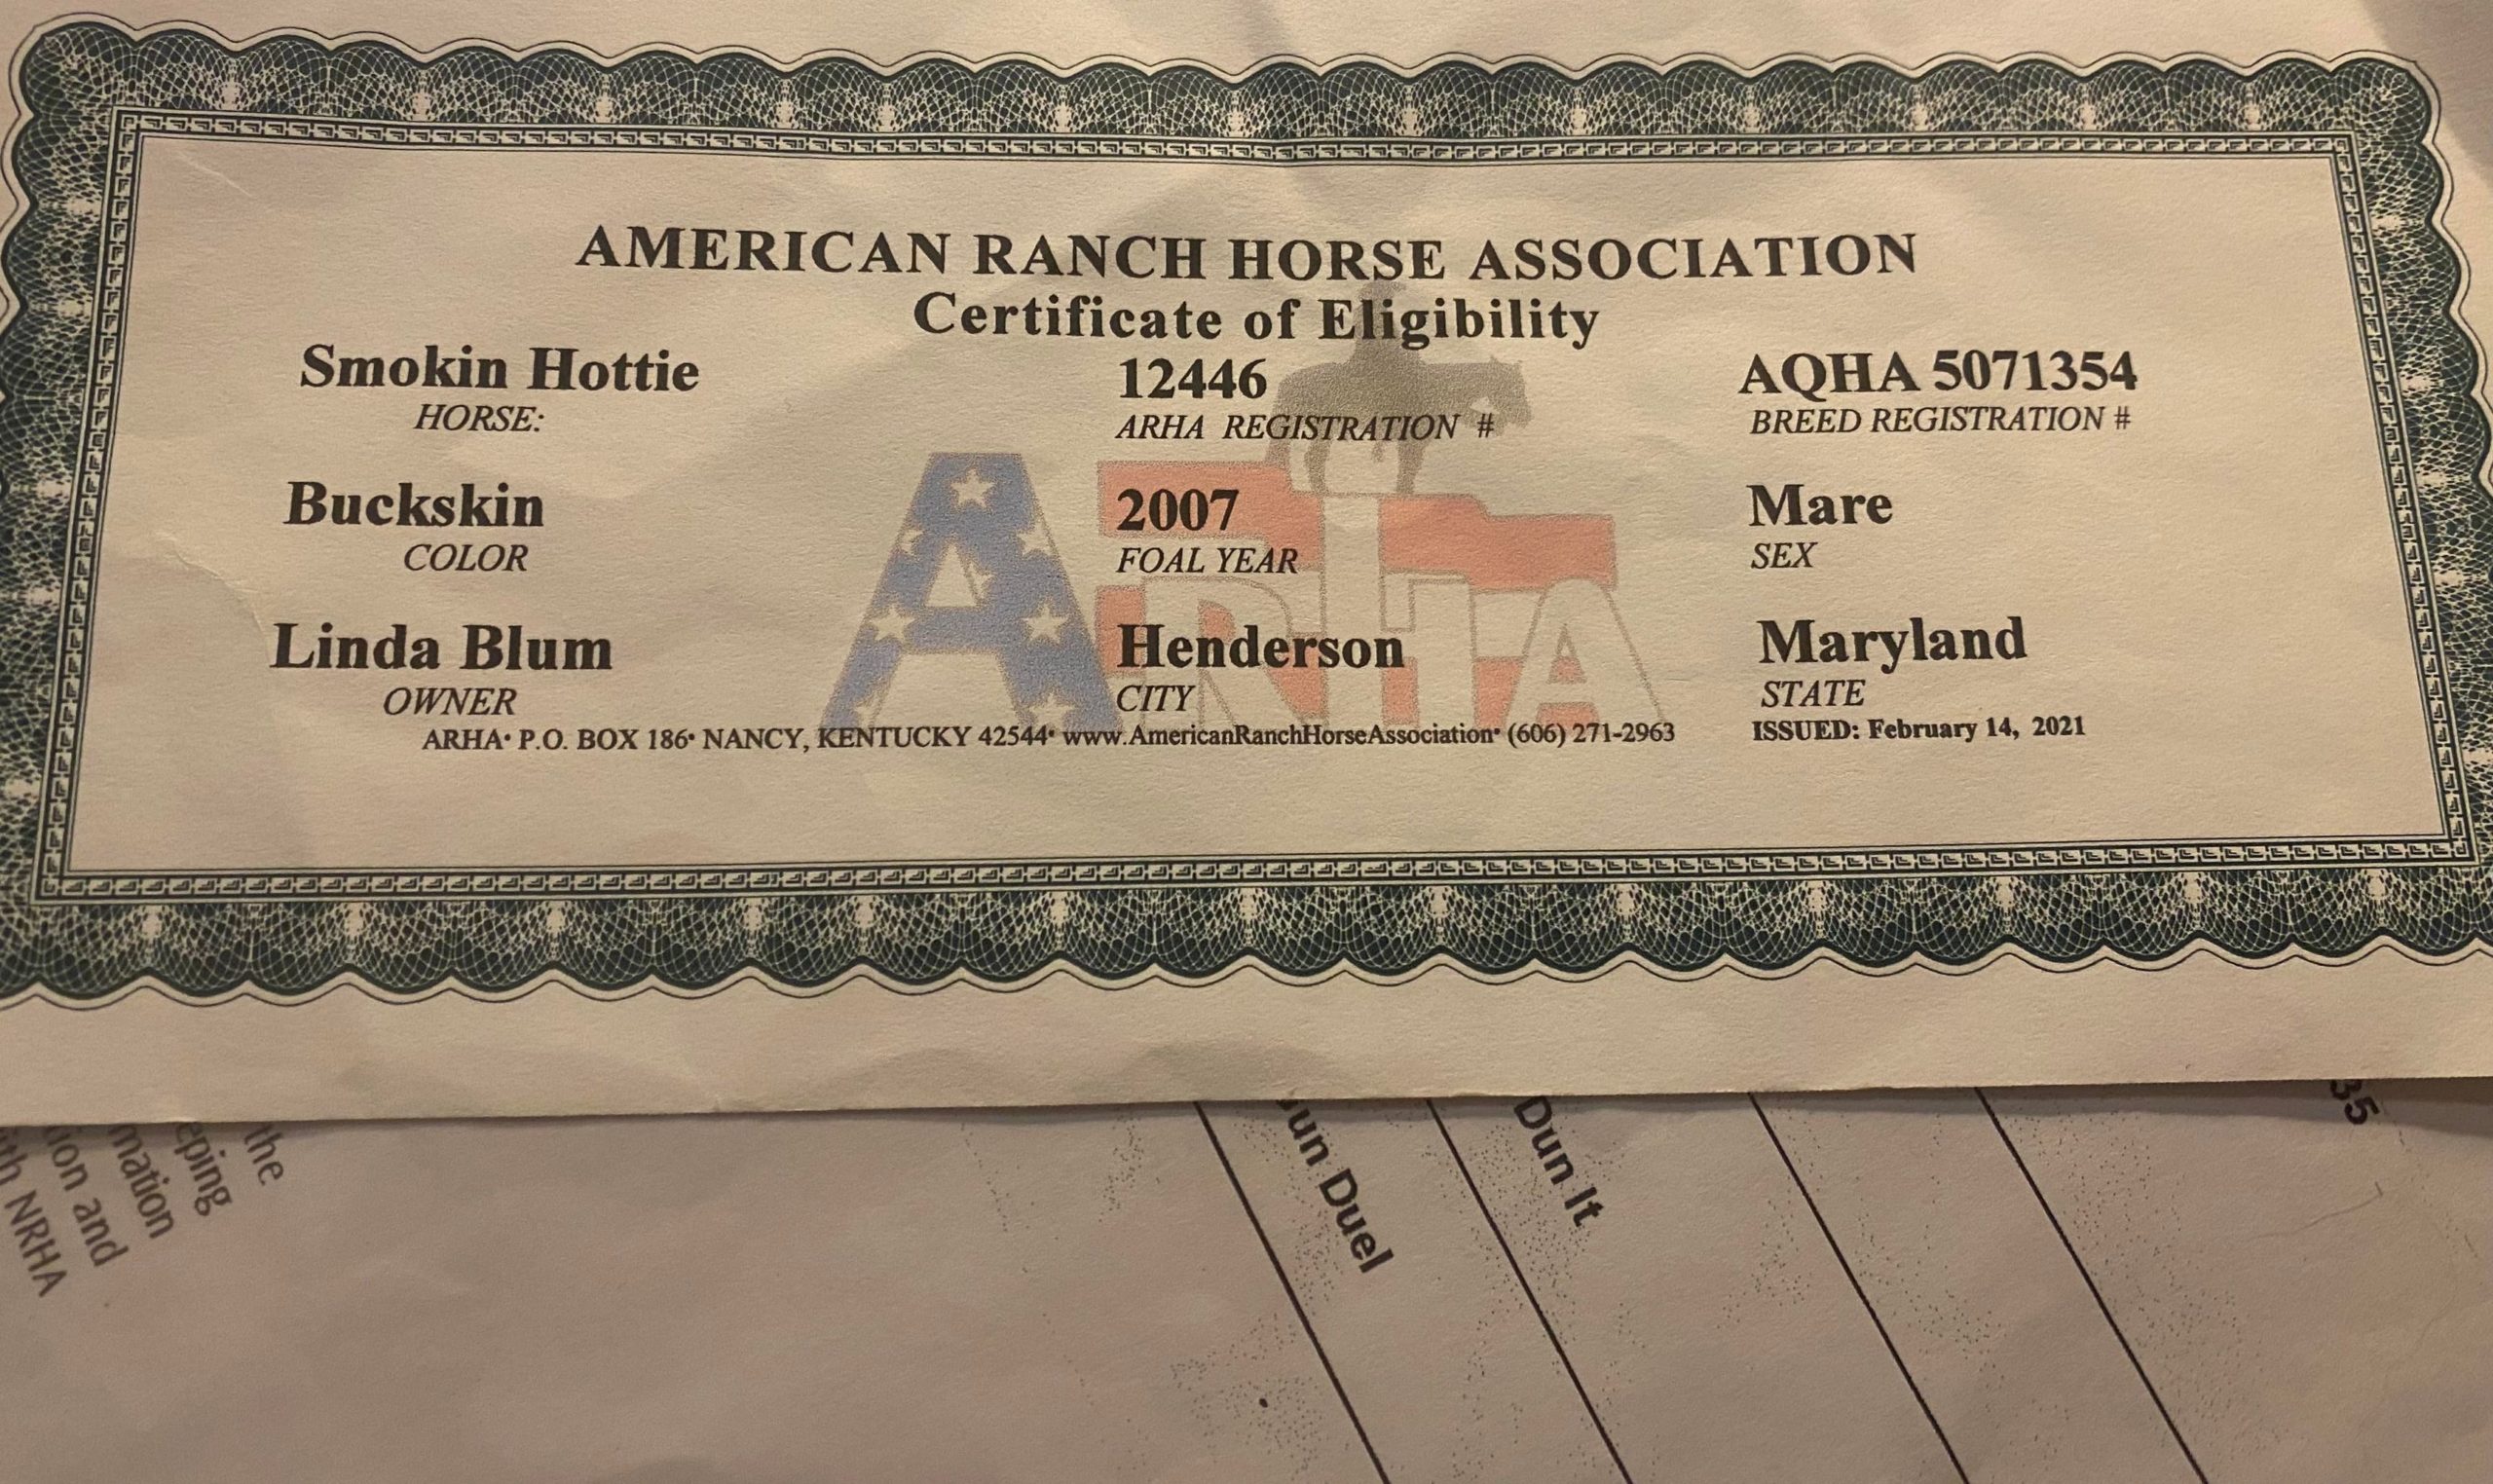 AMERICAN RANCH HORSE ASSOCIATION
Certificate of Eligibility
Smokin Hottie 12446 AQHA 5071354
HORSE: ARHA REGISTRATION # BREED REGISTRATION #
Buckskin 2007 Mare
COLOR FOAL YEAR SEX
Linda Blum Henderson Maryland
OWNER CITY STATE
ARHA• P.O. BOX 186• NANCY, KENTUCKY 42544• www.AmericanRanchHorseAssociation• (606) 271-2963 ISSUED: February 14, 2021
ARHA
the
eping
mation
ion and
th NRHA
Duel
Dun It
35